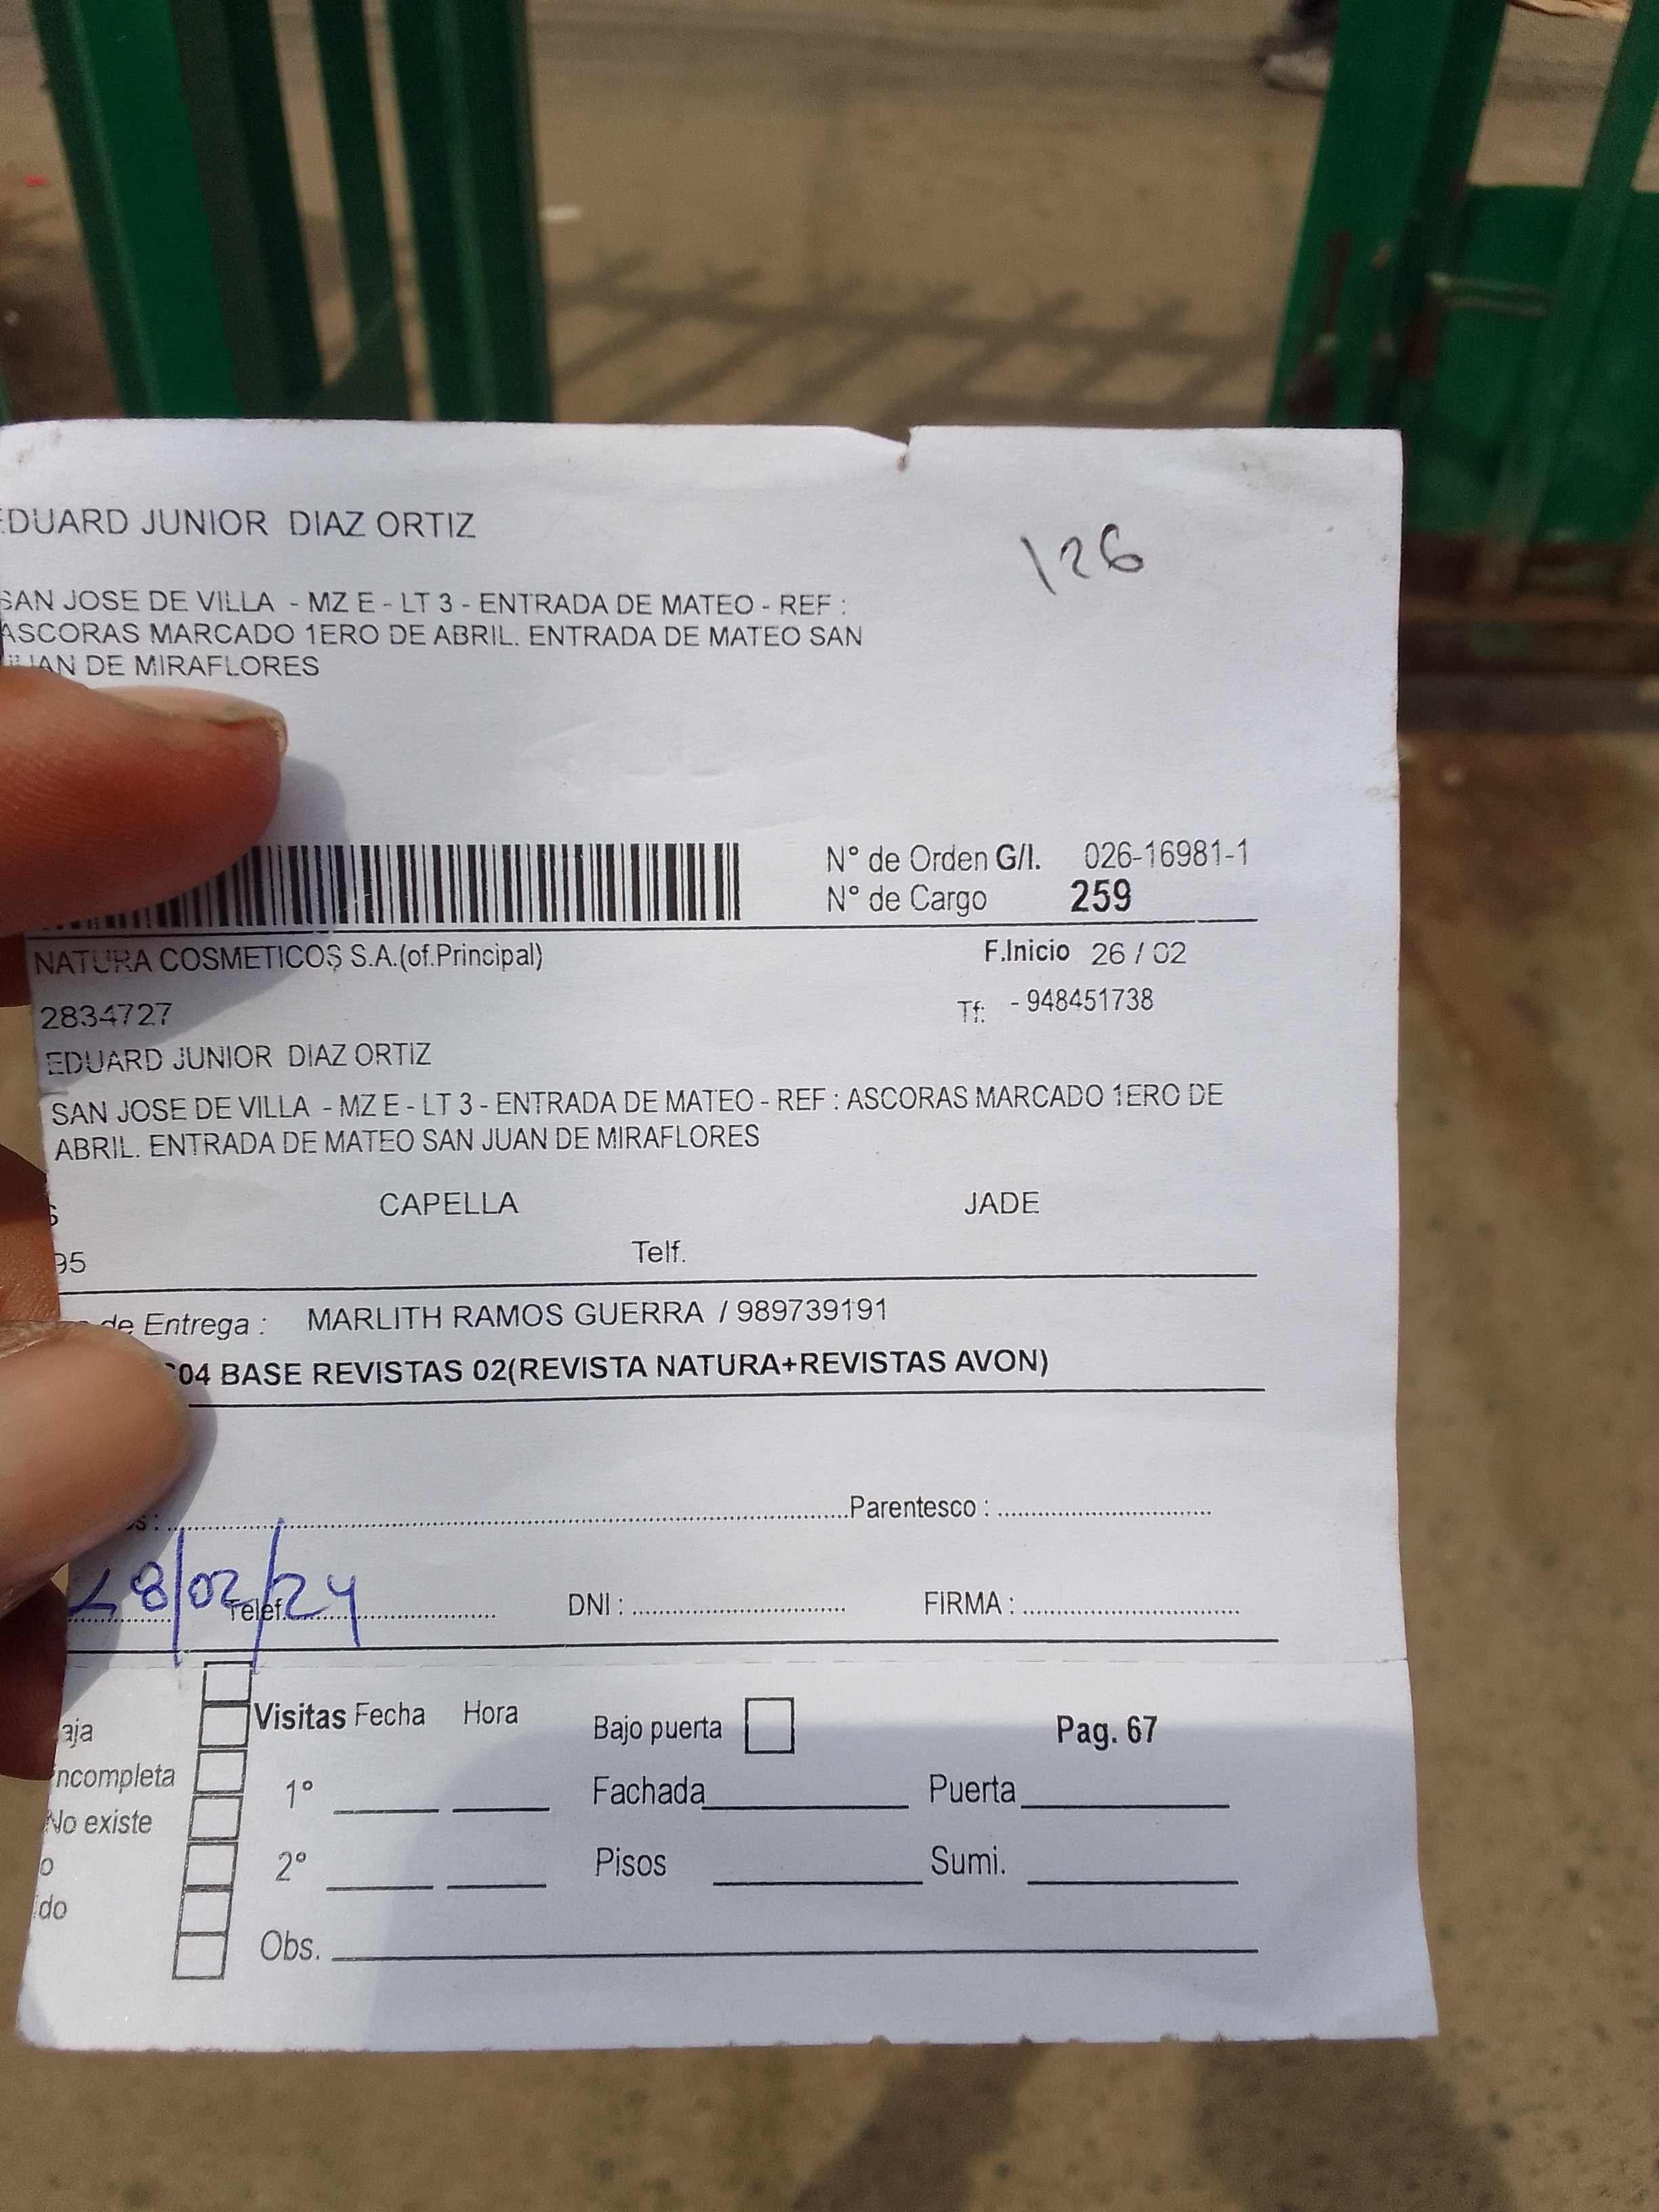 EDUARD JUNIOR DIAZ ORTIZ
126
SAN JOSE DE VILLA - MZ E - LT 3 - ENTRADA DE MATEO - REF :
ASCORAS MARCADO 1ERO DE ABRIL. ENTRADA DE MATEO SAN
JUAN DE MIRAFLORES
N° de Orden G/I. 026-16981-1
N° de Cargo 259
NATURA COSMETICOS S.A.(of.Principal) F.Inicio 26 / 02
2834727 Tf: - 948451738
EDUARD JUNIOR DIAZ ORTIZ
SAN JOSE DE VILLA - MZ E - LT 3 - ENTRADA DE MATEO - REF : ASCORAS MARCADO 1ERO DE
ABRIL. ENTRADA DE MATEO SAN JUAN DE MIRAFLORES
CAPELLA JADE
95 Telf.
de Entrega : MARLITH RAMOS GUERRA / 989739191
04 BASE REVISTAS 02(REVISTA NATURA+REVISTAS AVON)
Parentesco :
28/02/24 Telef. DNI : FIRMA :
Visitas Fecha Hora Bajo puerta Pag. 67
aja
ncompleta 1° Fachada Puerta
No existe
o 2° Pisos Sumi.
ido
Obs.